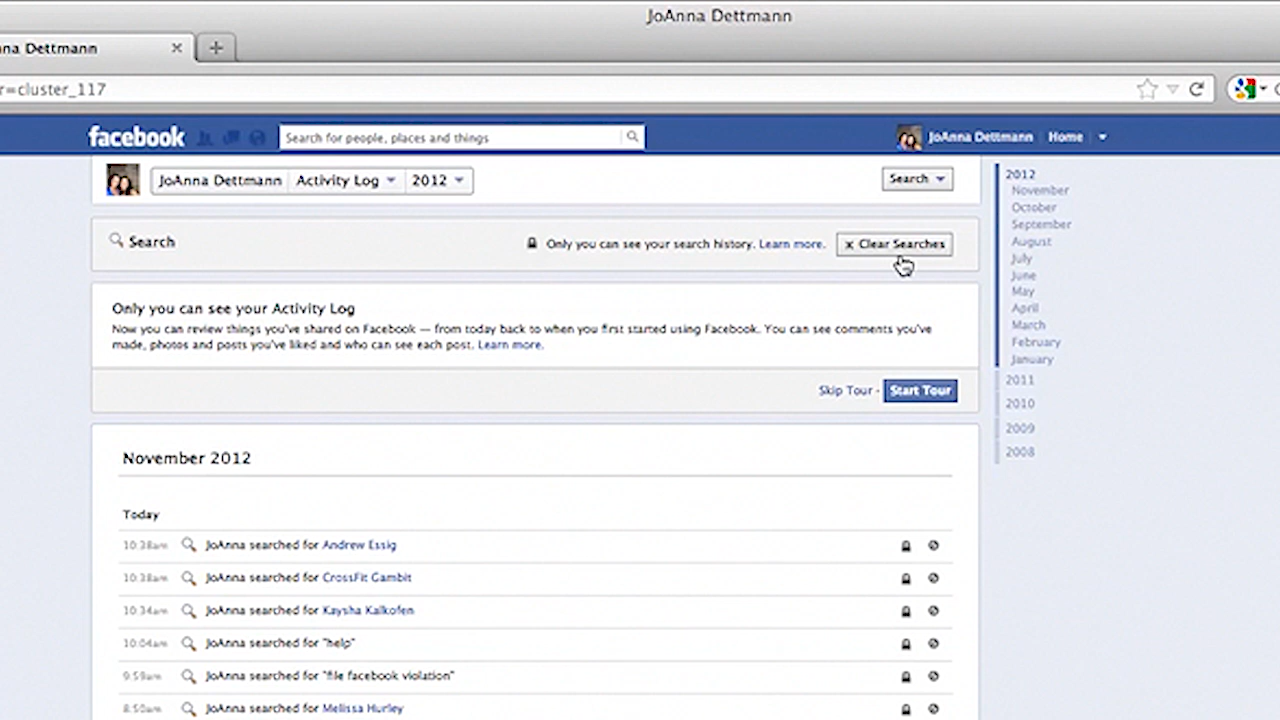 JoAnna Dettmann
na Dettmann
r=cluster_117
facebook Search for people, places and things JoAnna Dettmann Home
JoAnna Dettmann Activity Log 2012 Search
Search Only you can see your search history. Learn more. x Clear Searches
Only you can see your Activity Log
Now you can review things you've shared on Facebook — from today back to when you first started using Facebook. You can see comments you've
made, photos and posts you've liked and who can see each post. Learn more.
Skip Tour · Start Tour
November 2012
Today
10:38am JoAnna searched for Andrew Essig
10:38am JoAnna searched for CrossFit Gambit
10:34am JoAnna searched for Kaysha Kalkofen
10:04am JoAnna searched for "help"
9:59am JoAnna searched for "file facebook violation"
8:50am JoAnna searched for Melissa Hurley
2012
November
October
September
August
July
June
May
April
March
February
January
2011
2010
2009
2008